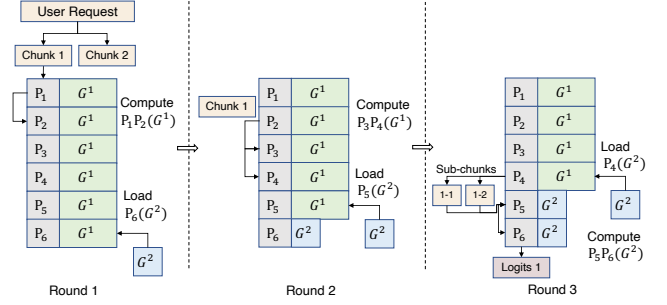 User Request
Chunk 1
Chunk 2
P₁ G¹
P₂ G¹
P₃ G¹
P₄ G¹
P₅ G¹
P₆ G¹
Compute
P₁P₂(G¹)
Load
P₆(G²)
G²
Round 1
Chunk 1
P₁ G¹
P₂ G¹
P₃ G¹
P₄ G¹
P₅ G¹
P₆ G²
Compute
P₃P₄(G¹)
Load
P₅(G²)
G²
Round 2
P₁ G¹
P₂ G¹
P₃ G¹
P₄ G¹
P₅ G²
P₆ G²
Sub-chunks
1-1
1-2
Load
P₄(G²)
G²
Compute
P₅P₆(G²)
Logits 1
Round 3